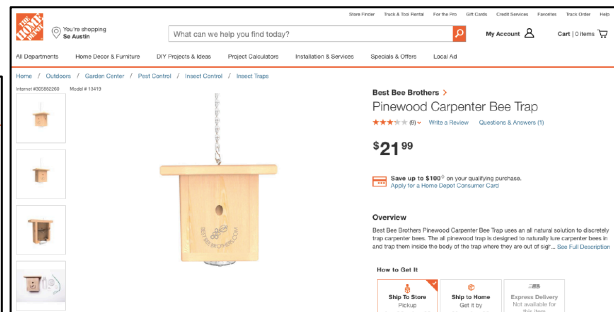 Store Finder Truck & Tool Rental For the Pro Gift Cards Credit Services Favorites Track Order Help
THE HOME DEPOT
You're shopping
Se Austin
What can we help you find today?
My Account
Cart | 0 items
All Departments Home Decor & Furniture DIY Projects & Ideas Project Calculators Installation & Services Specials & Offers Local Ad
Home / Outdoors / Garden Center / Pest Control / Insect Control / Insect Traps
Model # 13419
Best Bee Brothers >
Pinewood Carpenter Bee Trap
(9) Write a Review Questions & Answers (1)
$21 99
Save up to $100◊ on your qualifying purchase.
Apply for a Home Depot Consumer Card
Overview
Best Bee Brothers Pinewood Carpenter Bee Trap uses an all natural solution to discretely
trap carpenter bees. The all pinewood trap is designed to naturally lure carpenter bees in
and trap them inside the body of the trap where they are out of sigh... See Full Description
How to Get It
Ship To Store
Pickup
Ship to Home
Get it by
Express Delivery
Not available for
this item